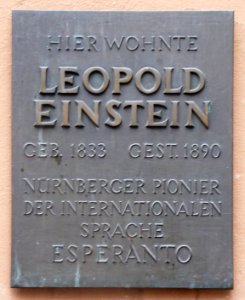 HIER WOHNTE
LEOPOLD
EINSTEIN
GEB. 1833 GEST. 1890
NÜRNBERGER PIONIER
DER INTERNATIONALEN
SPRACHE
ESPERANTO